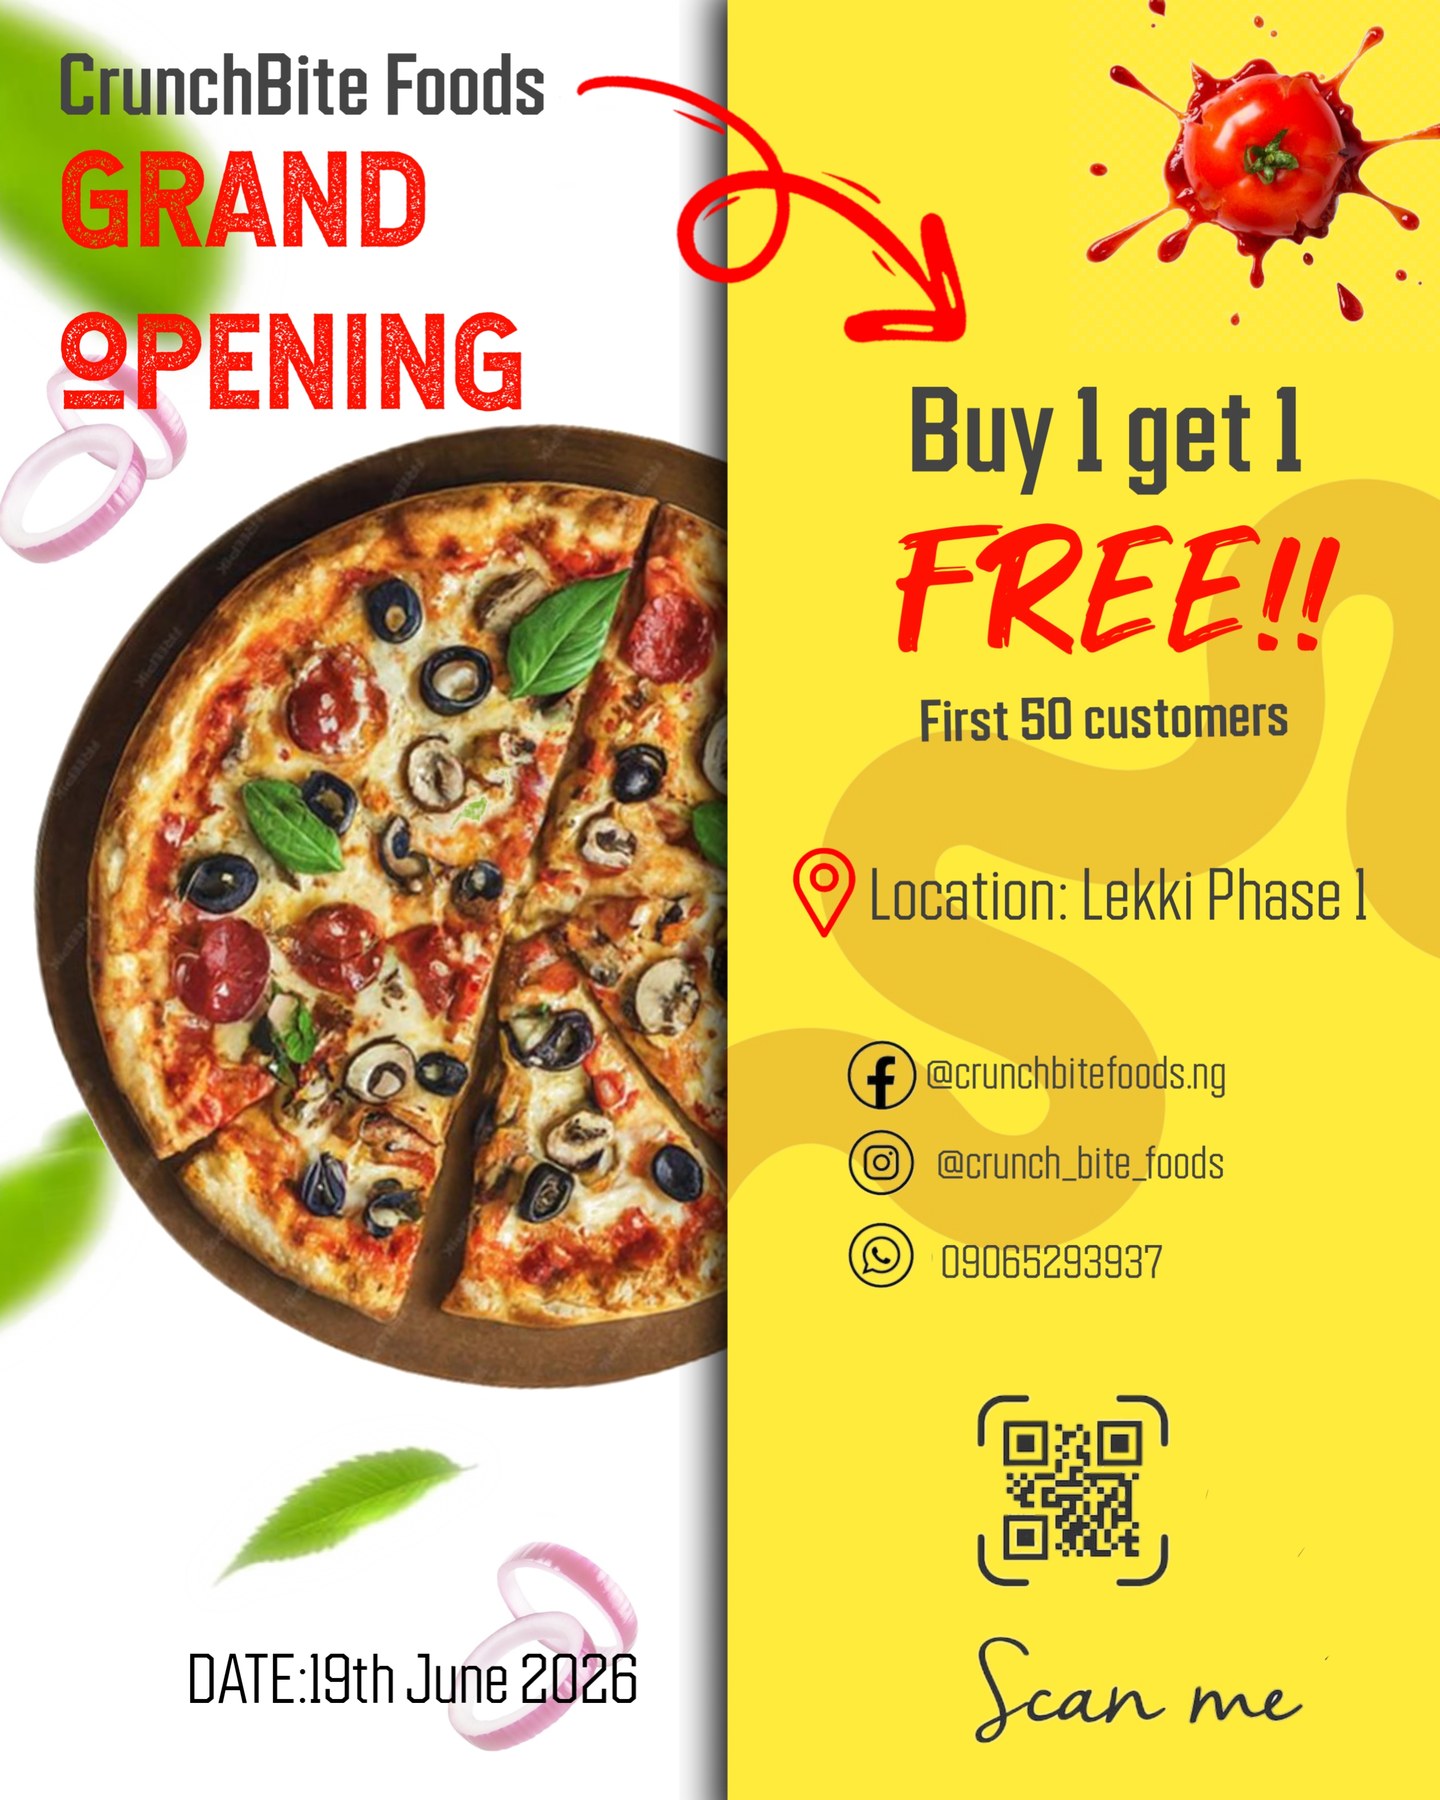 CrunchBite Foods
GRAND
OPENING
Buy 1 get 1
FREE!!
First 50 customers
Location: Lekki Phase 1
@crunchbitefoods.ng
@crunch_bite_foods
09065293937
Scan me
DATE:19th June 2026